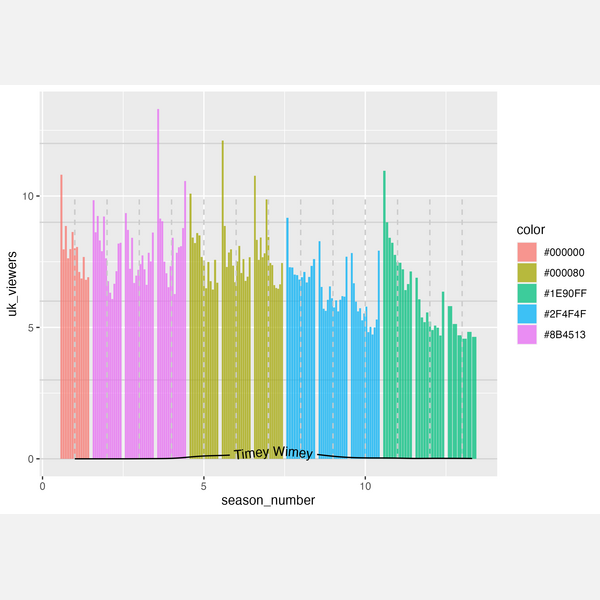 10
5
0
uk_viewers
Timey Wimey
0
5
10
season_number
color
#000000
#000080
#1E90FF
#2F4F4F
#8B4513